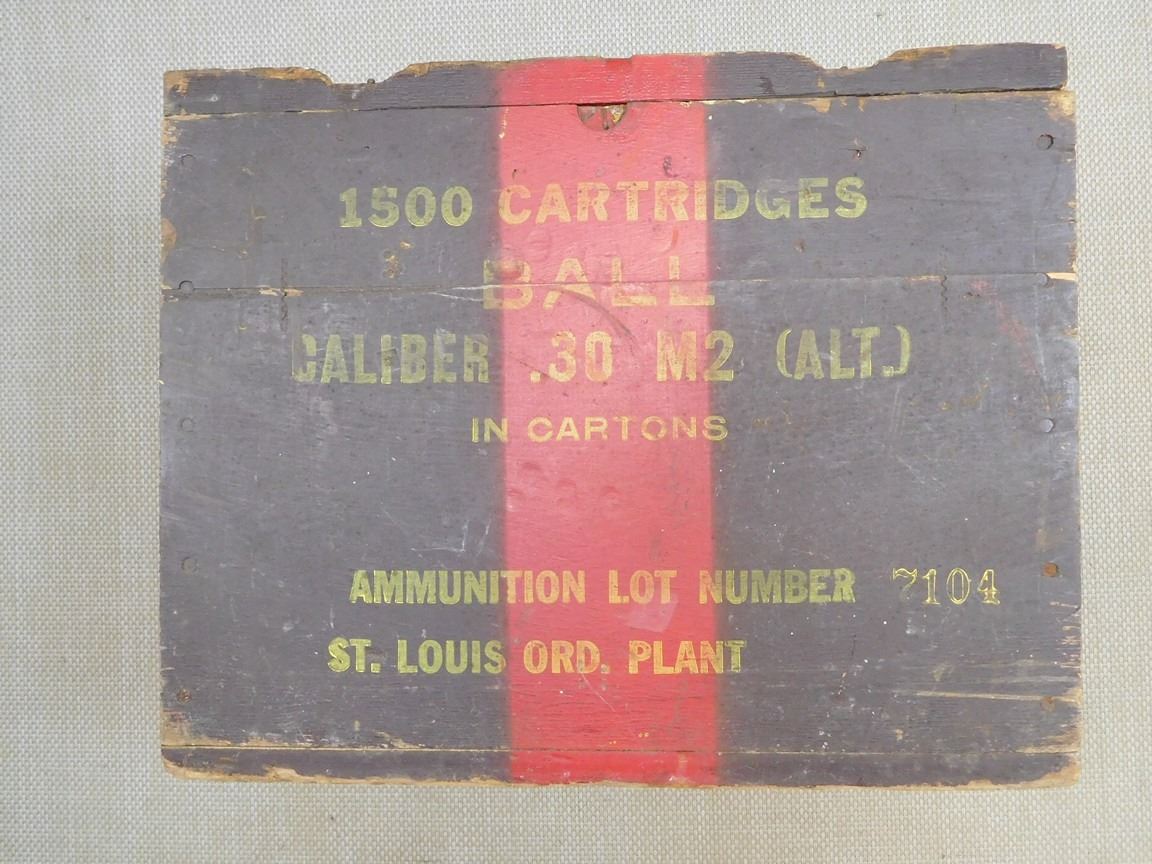 1500 CARTRIDGES
BALL
CALIBER .30 M2 (ALT.)
IN CARTONS
AMMUNITION LOT NUMBER 7104
ST. LOUIS ORD. PLANT